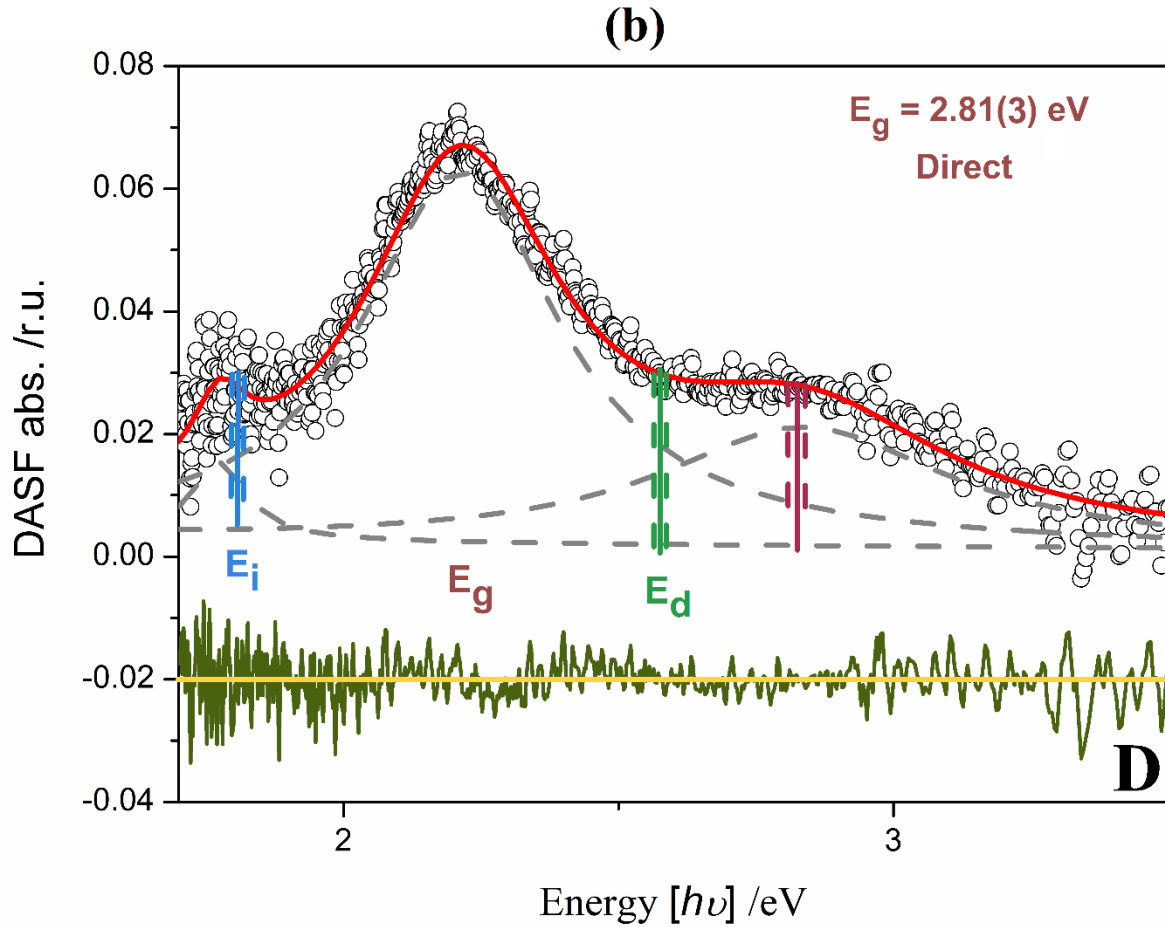 (b)
0.08
0.06
0.04
0.02
0.00
-0.02
-0.04
DASF abs. /r.u.
E_g = 2.81(3) eV
Direct
E_i
E_g
E_d
D
2
3
Energy [hυ] /eV